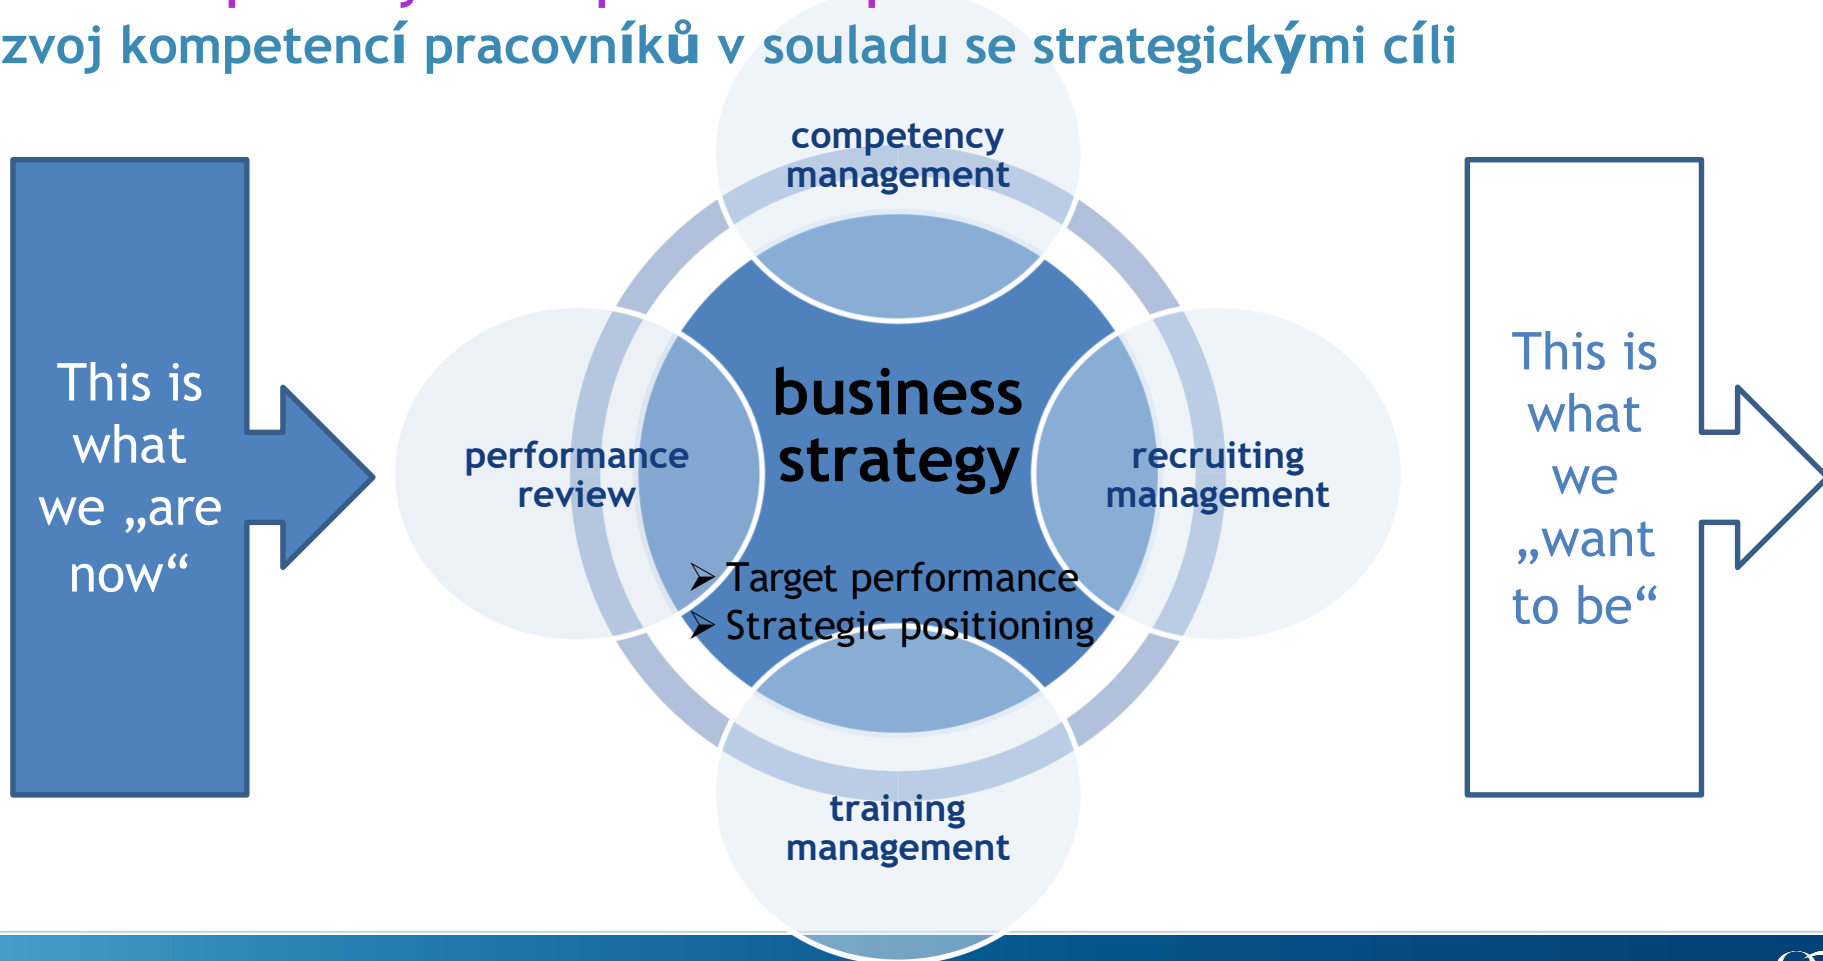 zvoj kompetencí pracovníků v souladu se strategickými cíli
competency
management
This is
what
we „are
now“
performance
review
business
strategy
➢ Target performance
➢ Strategic positioning
recruiting
management
training
management
This is
what
we
„want
to be“